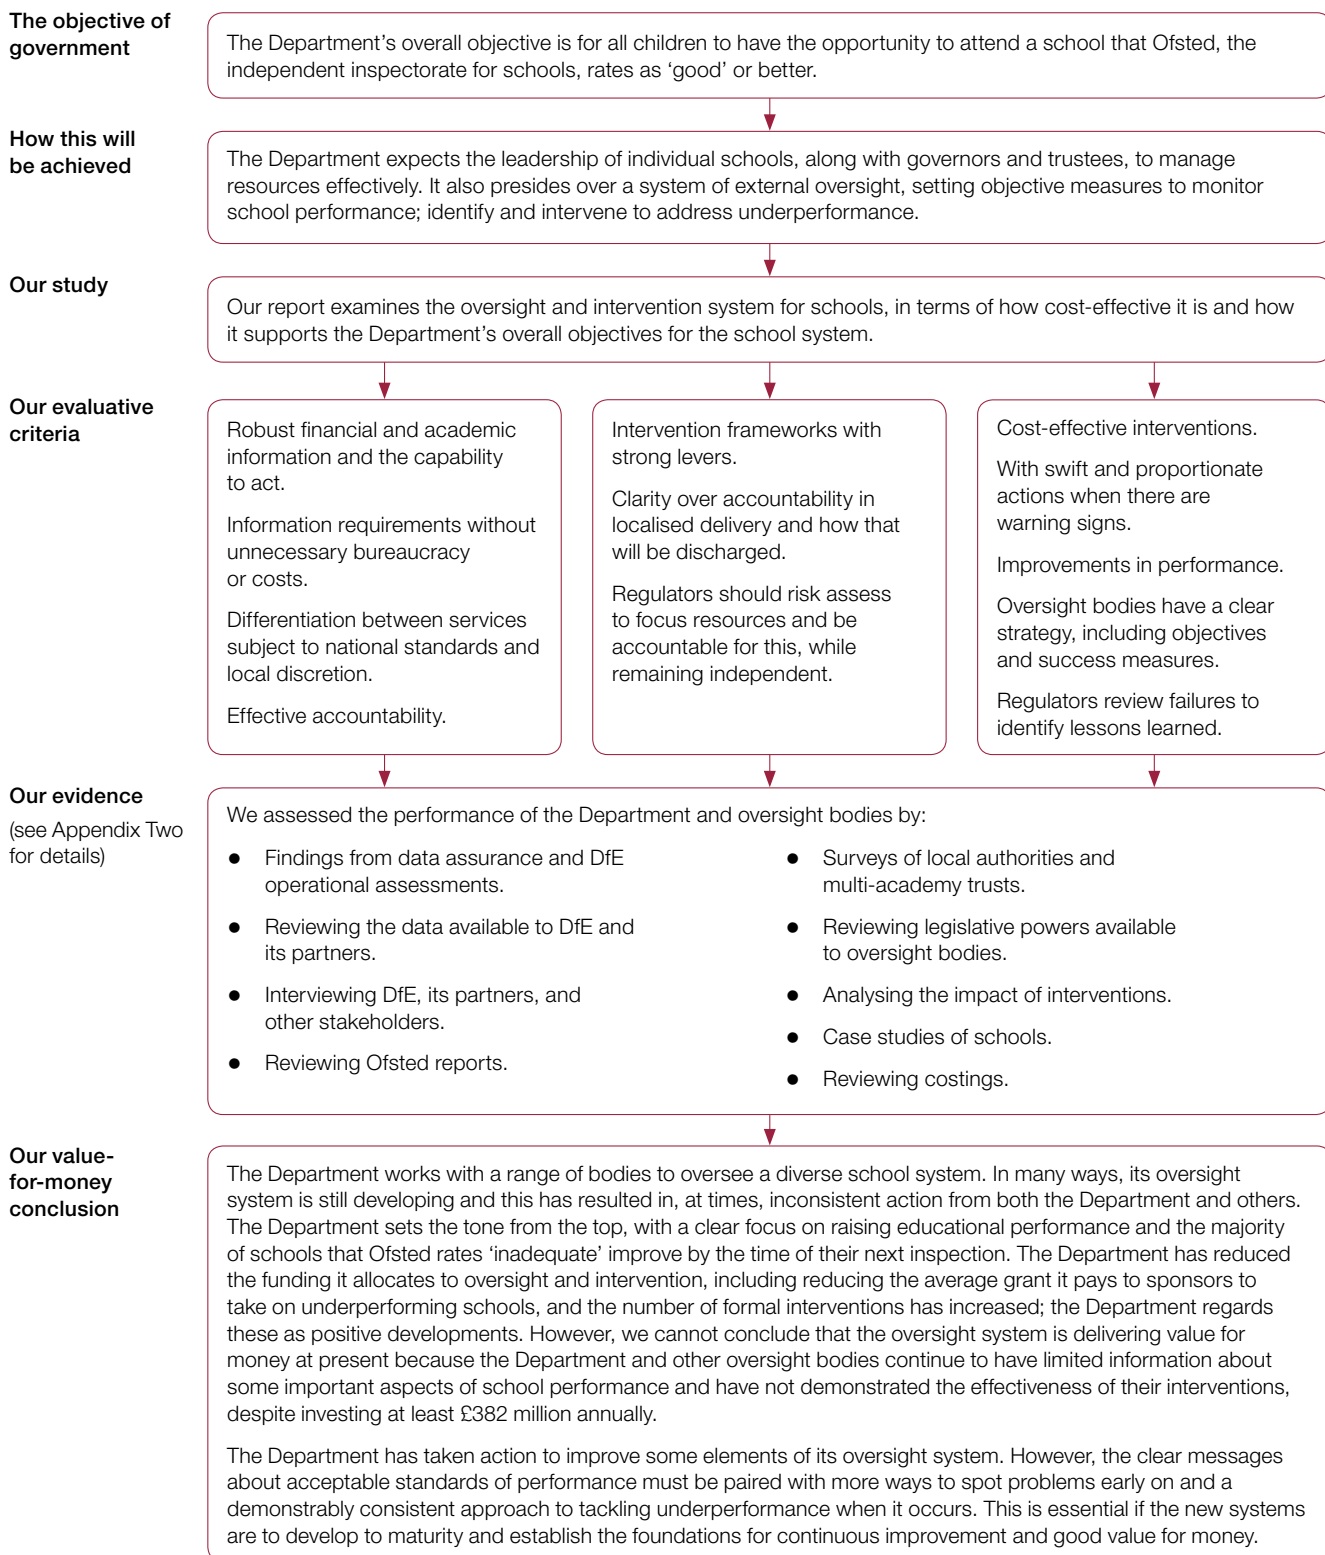 The objective of
government
The Department’s overall objective is for all children to have the opportunity to attend a school that Ofsted, the
independent inspectorate for schools, rates as ‘good’ or better.
How this will
be achieved
The Department expects the leadership of individual schools, along with governors and trustees, to manage
resources effectively. It also presides over a system of external oversight, setting objective measures to monitor
school performance; identify and intervene to address underperformance.
Our study
Our report examines the oversight and intervention system for schools, in terms of how cost-effective it is and how
it supports the Department’s overall objectives for the school system.
Our evaluative
criteria
Robust financial and academic
information and the capability
to act.
Information requirements without
unnecessary bureaucracy
or costs.
Differentiation between services
subject to national standards and
local discretion.
Effective accountability.
Intervention frameworks with
strong levers.
Clarity over accountability in
localised delivery and how that
will be discharged.
Regulators should risk assess
to focus resources and be
accountable for this, while
remaining independent.
Cost-effective interventions.
With swift and proportionate
actions when there are
warning signs.
Improvements in performance.
Oversight bodies have a clear
strategy, including objectives
and success measures.
Regulators review failures to
identify lessons learned.
Our evidence
(see Appendix Two
for details)
We assessed the performance of the Department and oversight bodies by:
● Findings from data assurance and DfE
operational assessments.
● Reviewing the data available to DfE and
its partners.
● Interviewing DfE, its partners, and
other stakeholders.
● Reviewing Ofsted reports.
● Surveys of local authorities and
multi-academy trusts.
● Reviewing legislative powers available
to oversight bodies.
● Analysing the impact of interventions.
● Case studies of schools.
● Reviewing costings.
Our value-
for-money
conclusion
The Department works with a range of bodies to oversee a diverse school system. In many ways, its oversight
system is still developing and this has resulted in, at times, inconsistent action from both the Department and others.
The Department sets the tone from the top, with a clear focus on raising educational performance and the majority
of schools that Ofsted rates ‘inadequate’ improve by the time of their next inspection. The Department has reduced
the funding it allocates to oversight and intervention, including reducing the average grant it pays to sponsors to
take on underperforming schools, and the number of formal interventions has increased; the Department regards
these as positive developments. However, we cannot conclude that the oversight system is delivering value for
money at present because the Department and other oversight bodies continue to have limited information about
some important aspects of school performance and have not demonstrated the effectiveness of their interventions,
despite investing at least £382 million annually.
The Department has taken action to improve some elements of its oversight system. However, the clear messages
about acceptable standards of performance must be paired with more ways to spot problems early on and a
demonstrably consistent approach to tackling underperformance when it occurs. This is essential if the new systems
are to develop to maturity and establish the foundations for continuous improvement and good value for money.